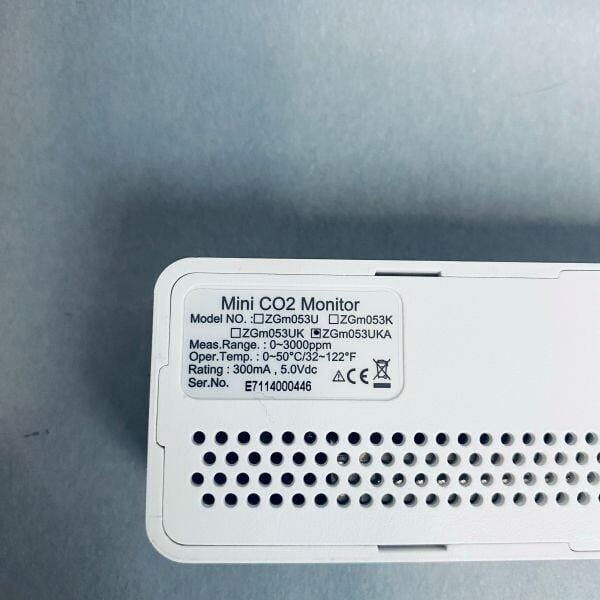 Mini CO2 Monitor
Model NO. :☐ZGm053U ☐ZGm053K
☐ZGm053UK ▣ZGm053UKA
Meas.Range. : 0~3000ppm
Oper.Temp. : 0~50°C/32~122°F
Rating : 300mA , 5.0Vdc
Ser.No. E7114000446
CE